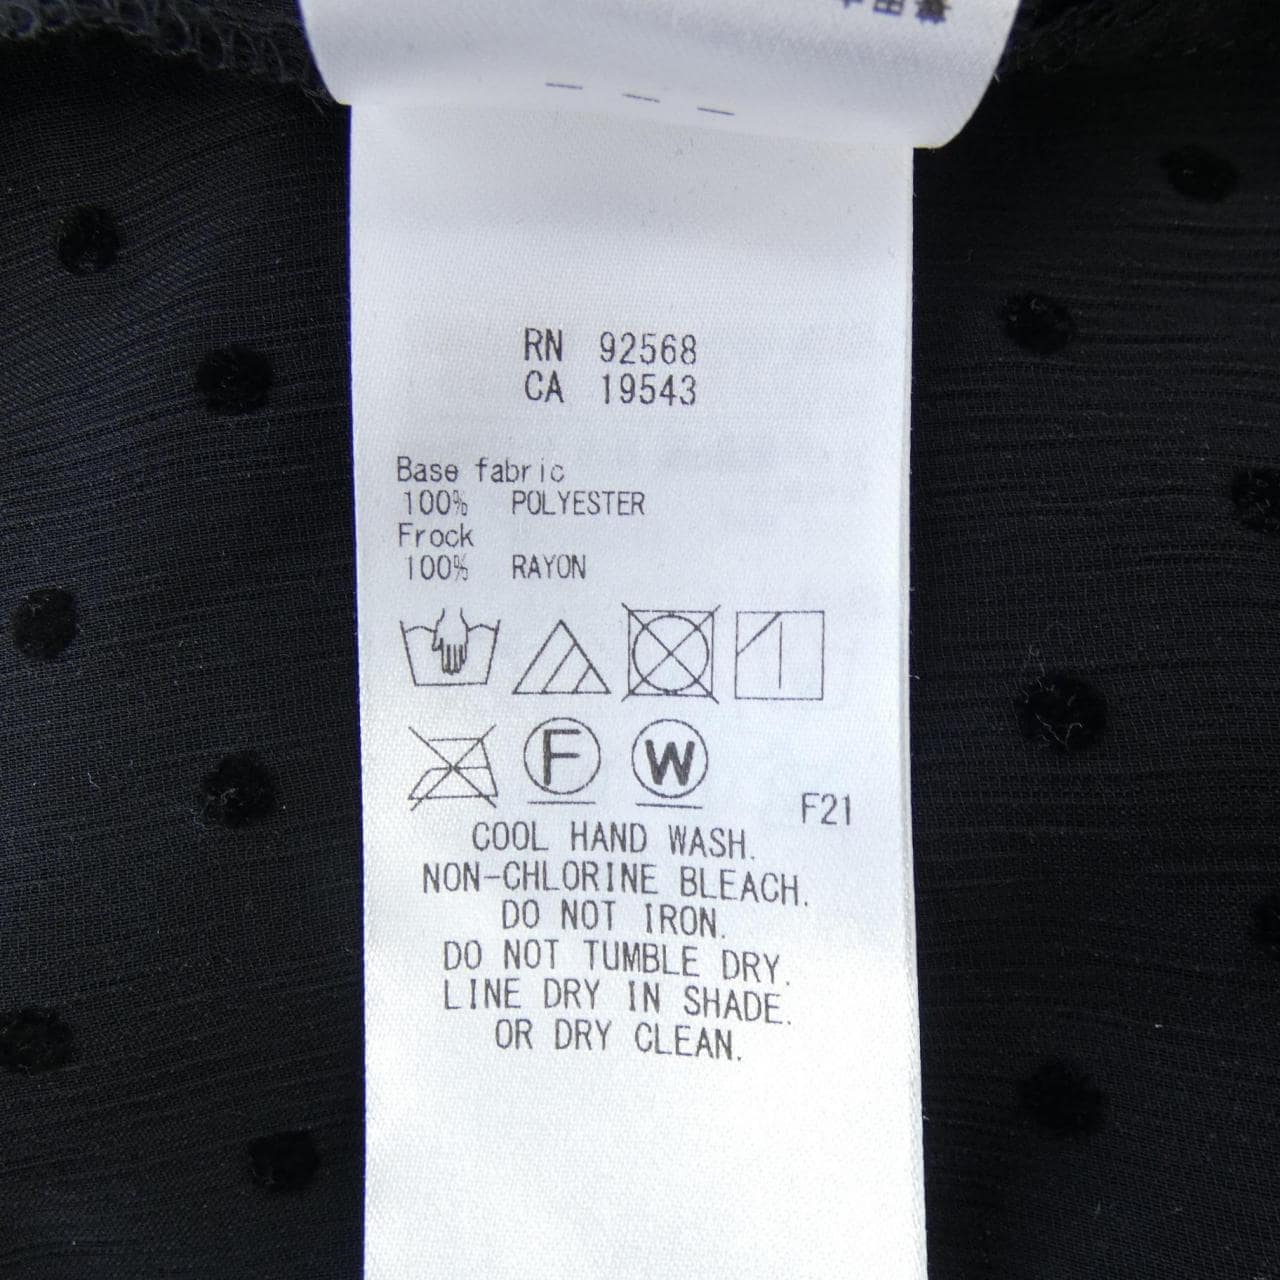 RN 92568
CA 19543
Base fabric
100% POLYESTER
Frock
100% RAYON
F
W
F21
COOL HAND WASH.
NON-CHLORINE BLEACH.
DO NOT IRON.
DO NOT TUMBLE DRY.
LINE DRY IN SHADE.
OR DRY CLEAN.